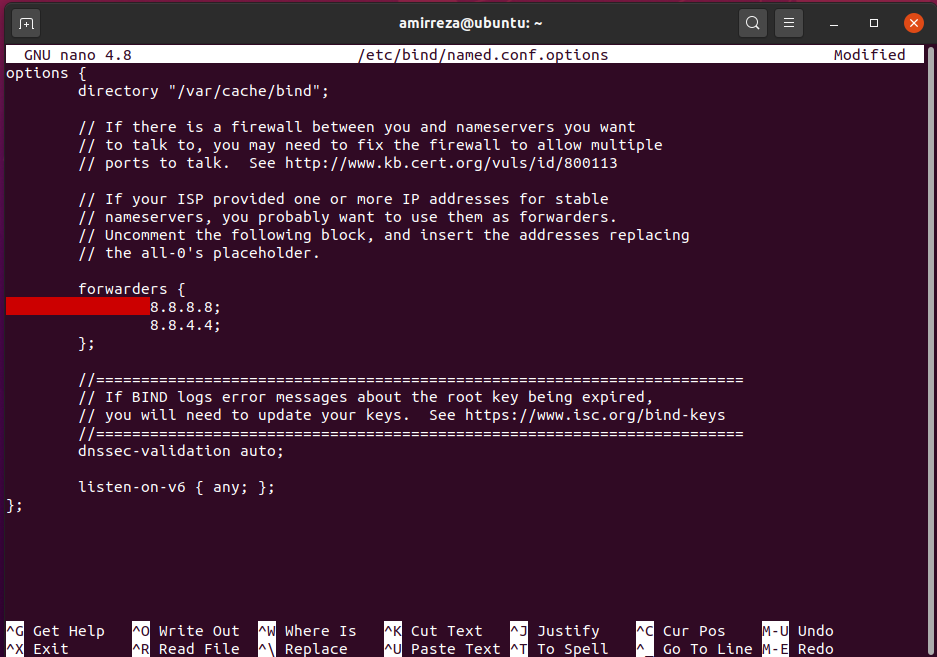 amirreza@ubuntu: ~
GNU nano 4.8 /etc/bind/named.conf.options Modified
options {
directory "/var/cache/bind";
// If there is a firewall between you and nameservers you want
// to talk to, you may need to fix the firewall to allow multiple
// ports to talk.  See http://www.kb.cert.org/vuls/id/800113
// If your ISP provided one or more IP addresses for stable
// nameservers, you probably want to use them as forwarders.
// Uncomment the following block, and insert the addresses replacing
// the all-0's placeholder.
forwarders {
8.8.8.8;
8.8.4.4;
};
//========================================================================
// If BIND logs error messages about the root key being expired,
// you will need to update your keys.  See https://www.isc.org/bind-keys
//========================================================================
dnssec-validation auto;
listen-on-v6 { any; };
};
^G Get Help ^O Write Out ^W Where Is ^K Cut Text ^J Justify ^C Cur Pos M-U Undo
^X Exit ^R Read File ^\ Replace ^U Paste Text ^T To Spell ^_ Go To Line M-E Redo